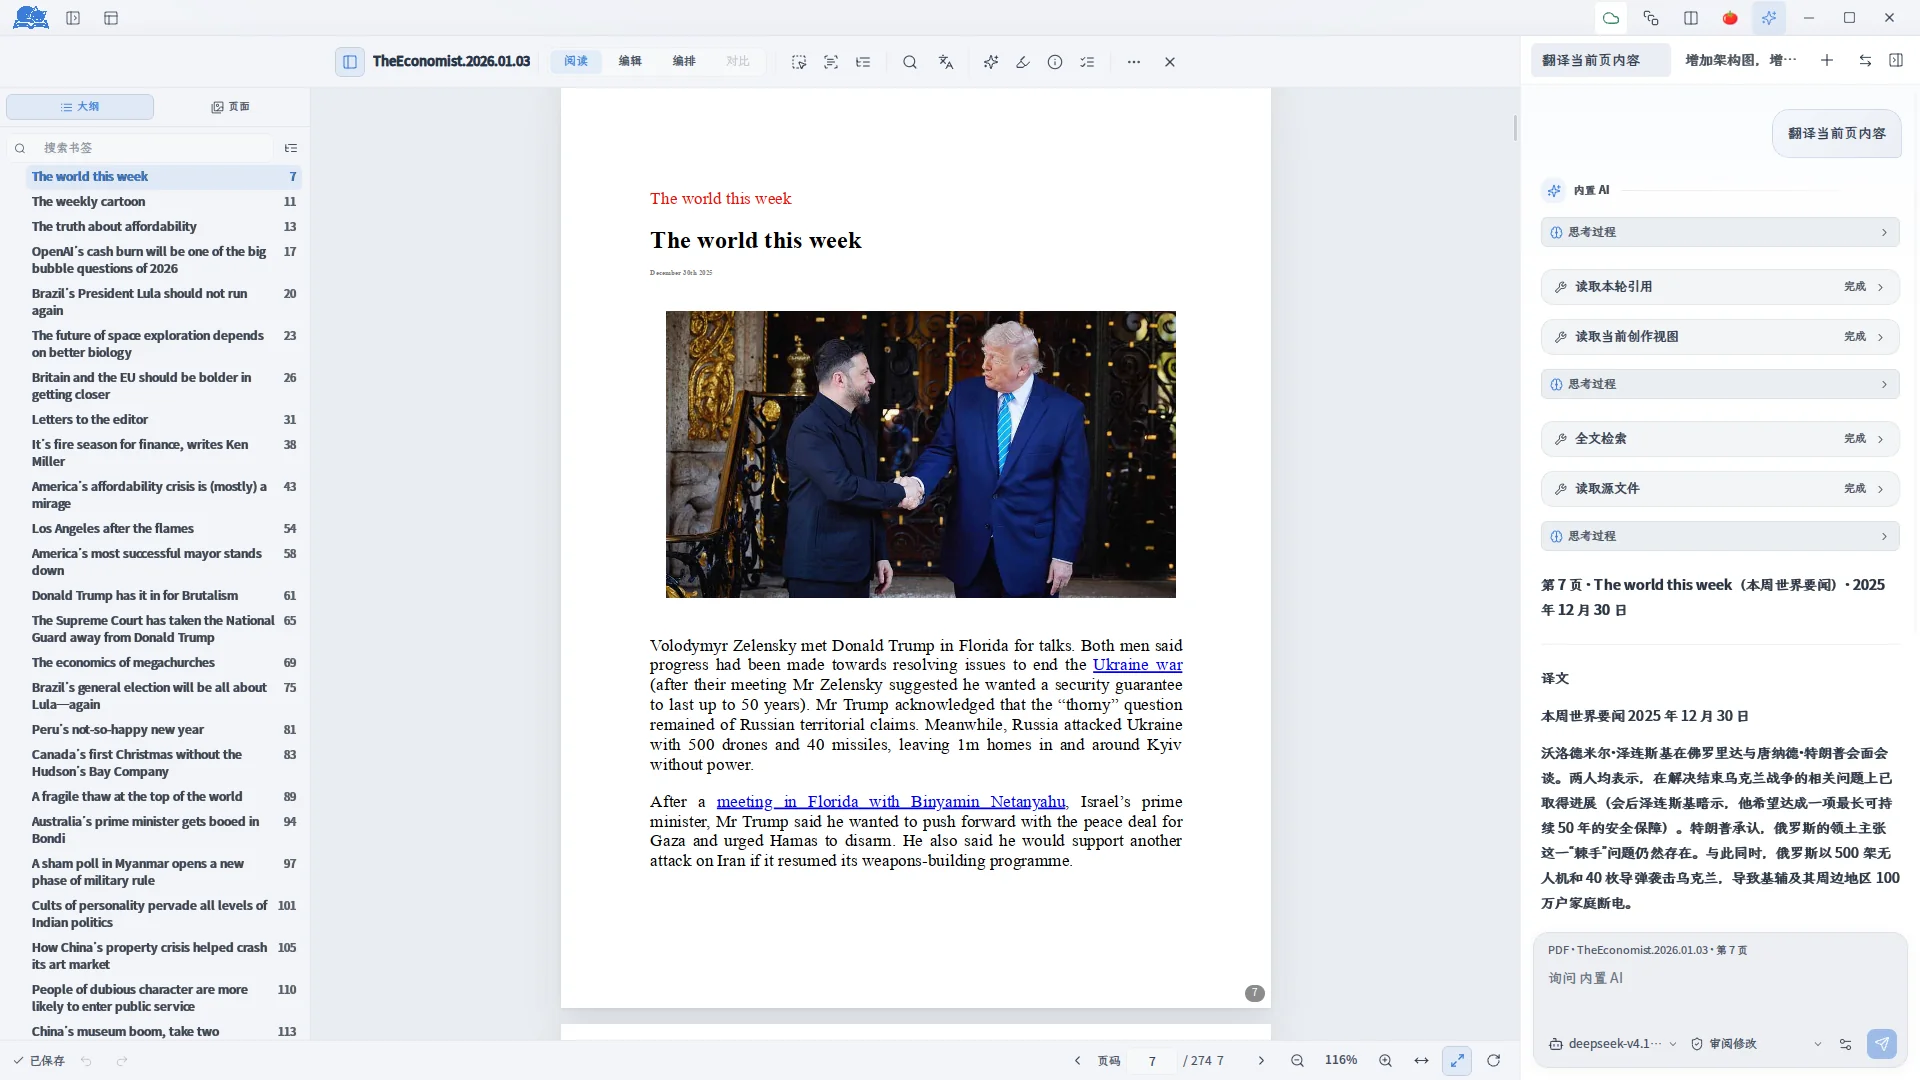 TheEconomist.2026.01.03
阅读
编辑
编排
对比
翻译当前页内容
增加架构图，增⋯
大纲
页面
搜索书签
The world this week 7
The weekly cartoon 11
The truth about affordability 13
OpenAI's cash burn will be one of the big 17
bubble questions of 2026
Brazil's President Lula should not run 20
again
The future of space exploration depends 23
on better biology
Britain and the EU should be bolder in 26
getting closer
Letters to the editor 31
It's fire season for finance, writes Ken 38
Miller
America's affordability crisis is (mostly) a 43
mirage
Los Angeles after the flames 54
America's most successful mayor stands 58
down
Donald Trump has it in for Brutalism 61
The Supreme Court has taken the National 65
Guard away from Donald Trump
The economics of megachurches 69
Brazil's general election will be all about 75
Lula—again
Peru's not-so-happy new year 81
Canada's first Christmas without the 83
Hudson's Bay Company
A fragile thaw at the top of the world 89
Australia's prime minister gets booed in 94
Bondi
A sham poll in Myanmar opens a new 97
phase of military rule
Cults of personality pervade all levels of 101
Indian politics
How China's property crisis helped crash 105
its art market
People of dubious character are more 110
likely to enter public service
China's museum boom, take two 113
已保存
The world this week
The world this week
December 30th 2025
Volodymyr Zelensky met Donald Trump in Florida for talks. Both men said
progress had been made towards resolving issues to end the Ukraine war
(after their meeting Mr Zelensky suggested he wanted a security guarantee
to last up to 50 years). Mr Trump acknowledged that the “thorny” question
remained of Russian territorial claims. Meanwhile, Russia attacked Ukraine
with 500 drones and 40 missiles, leaving 1m homes in and around Kyiv
without power.
After a meeting in Florida with Binyamin Netanyahu, Israel’s prime
minister, Mr Trump said he wanted to push forward with the peace deal for
Gaza and urged Hamas to disarm. He also said he would support another
attack on Iran if it resumed its weapons-building programme.
7
页码 7 / 274 7
116%
翻译当前页内容
内置 AI
思考过程
读取本轮引用 完成
读取当前创作视图 完成
思考过程
全文检索 完成
读取源文件 完成
思考过程
第 7 页 · The world this week（本周世界要闻）· 2025
年 12 月 30 日
译文
本周世界要闻 2025 年 12 月 30 日
沃洛德米尔·泽连斯基在佛罗里达与唐纳德·特朗普会面会
谈。两人均表示，在解决结束乌克兰战争的相关问题上已
取得进展（会后泽连斯基暗示，他希望达成一项最长可持
续 50 年的安全保障）。特朗普承认，俄罗斯的领土主张
这一“棘手”问题仍然存在。与此同时，俄罗斯以 500 架无
人机和 40 枚导弹袭击乌克兰，导致基辅及其周边地区 100
万户家庭断电。
PDF · TheEconomist.2026.01.03 · 第 7 页
询问 内置 AI
deepseek-v4.1⋯
审阅修改